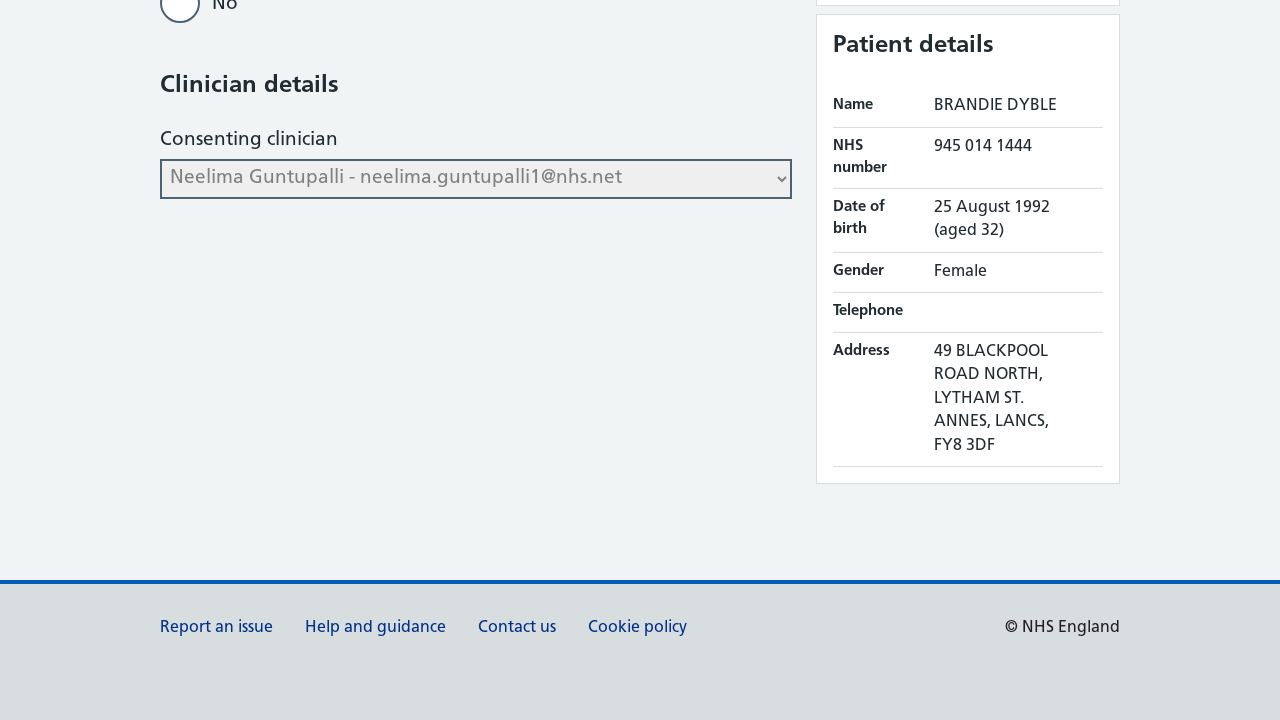 No
Clinician details
Consenting clinician
Neelima Guntupalli - neelima.guntupalli1@nhs.net
Patient details
Name BRANDIE DYBLE
NHS number 945 014 1444
Date of birth 25 August 1992
(aged 32)
Gender Female
Telephone
Address 49 BLACKPOOL
ROAD NORTH,
LYTHAM ST.
ANNES, LANCS,
FY8 3DF
Report an issue Help and guidance Contact us Cookie policy © NHS England